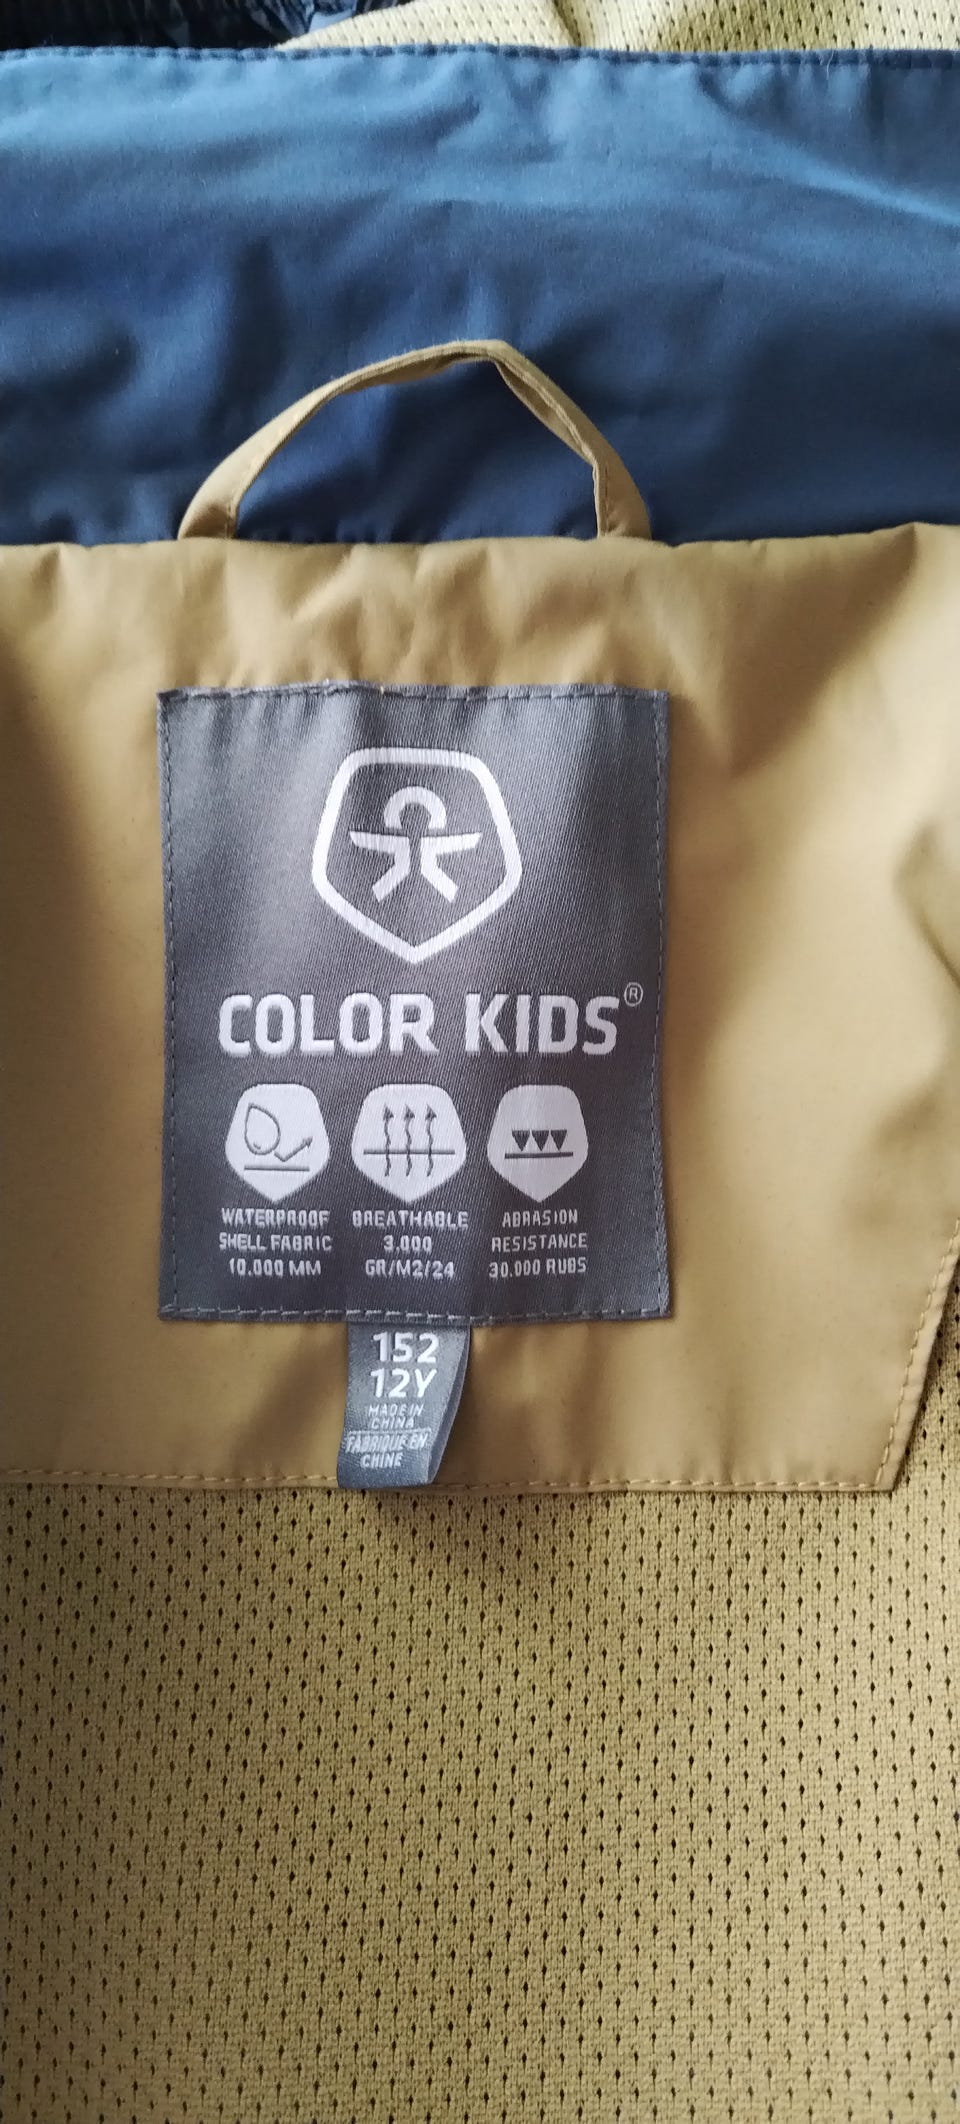 COLOR KIDS®
WATERPROOF
SHELL FABRIC
10.000 MM
BREATHABLE
3.000
GR/M2/24
ABRASION
RESISTANCE
30.000 RUBS
152
12Y
MADE IN
CHINA
FABRIQUE EN
CHINE